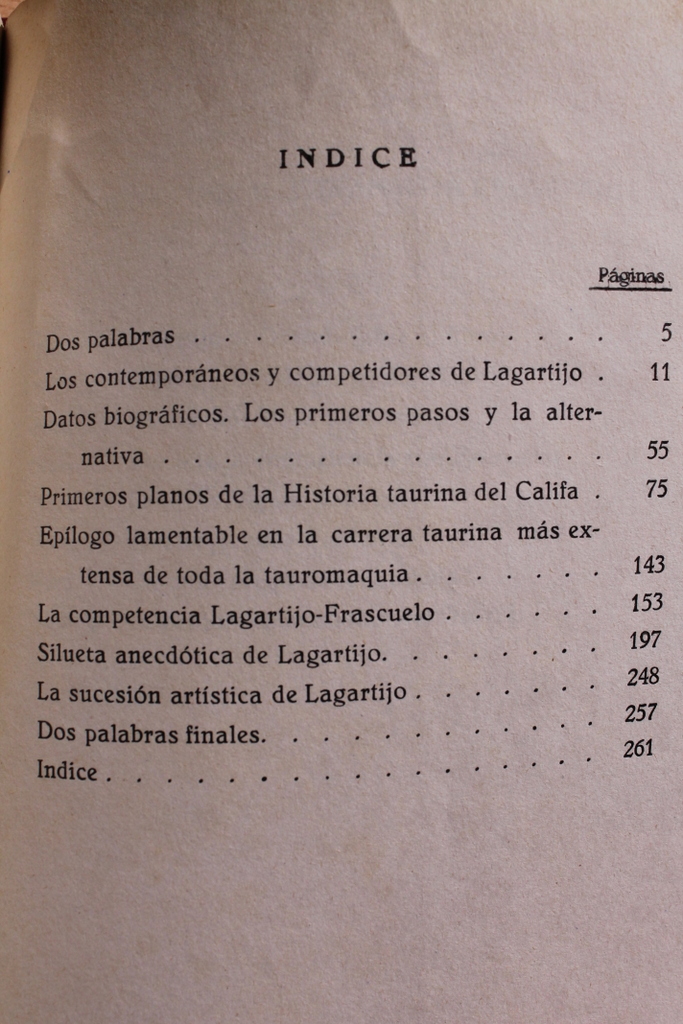 INDICE
Páginas
Dos palabras . . . . . . . . . . . . . . 5
Los contemporáneos y competidores de Lagartijo . 11
Datos biográficos. Los primeros pasos y la alter-
nativa . . . . . . . . . . . . . . . 55
Primeros planos de la Historia taurina del Califa . 75
Epílogo lamentable en la carrera taurina más ex-
tensa de toda la tauromaquia . . . . . . . 143
La competencia Lagartijo-Frascuelo . . . . . . 153
Silueta anecdótica de Lagartijo. . . . . . . . 197
La sucesión artística de Lagartijo . . . . . . . 248
Dos palabras finales. . . . . . . . . . . . 257
Indice . . . . . . . . . . . . . . . . . 261